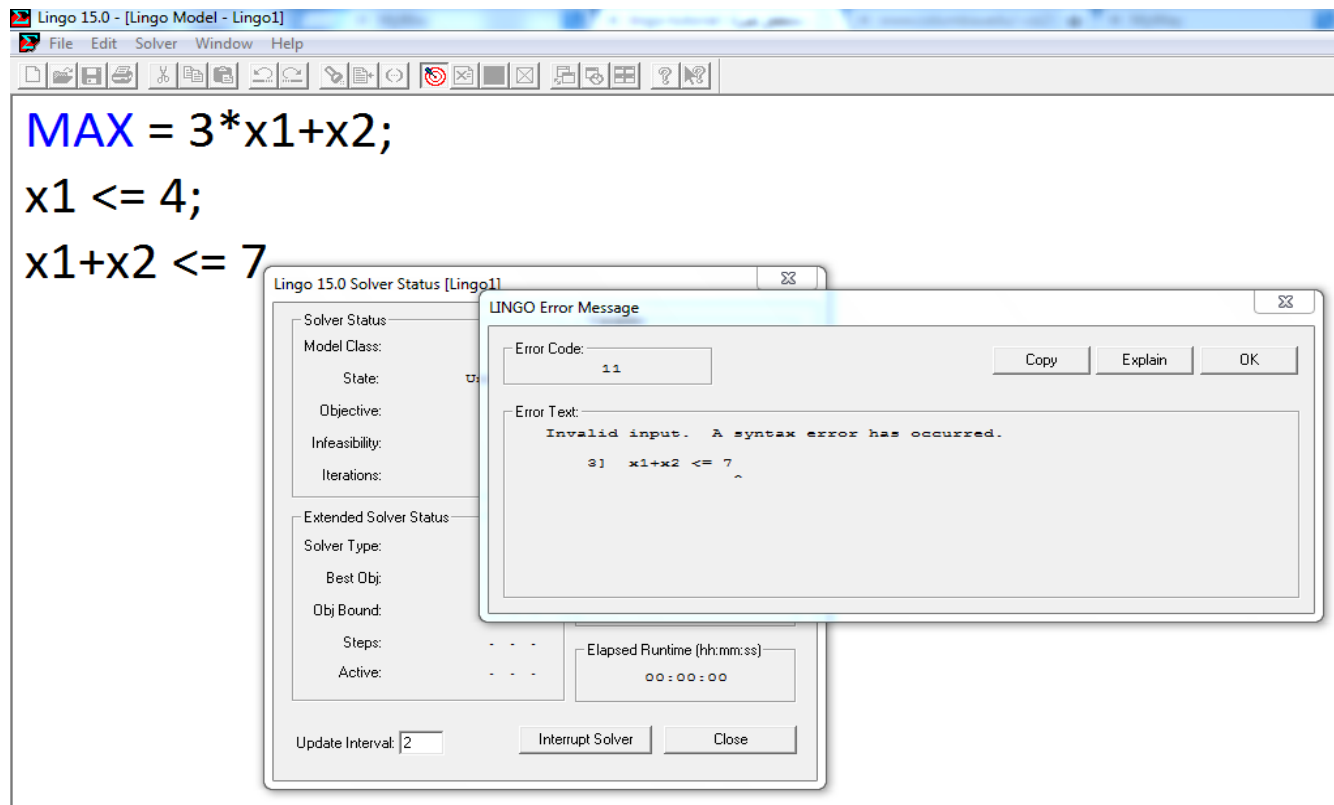 Lingo 15.0 - [Lingo Model - Lingo1]
File Edit Solver Window Help
MAX = 3*x1+x2;
x1 <= 4;
x1+x2 <= 7
Lingo 15.0 Solver Status [Lingo1]
Solver Status
Model Class:
State:
Objective:
Infeasibility:
Iterations:
Extended Solver Status
Solver Type:
Best Obj:
Obj Bound:
Steps: - - -
Active: - - -
Update Interval: 2
Elapsed Runtime (hh:mm:ss)
00:00:00
Interrupt Solver
Close
LINGO Error Message
Error Code:
11
Copy
Explain
OK
Error Text:
Invalid input. A syntax error has occurred.
3] x1+x2 <= 7
^